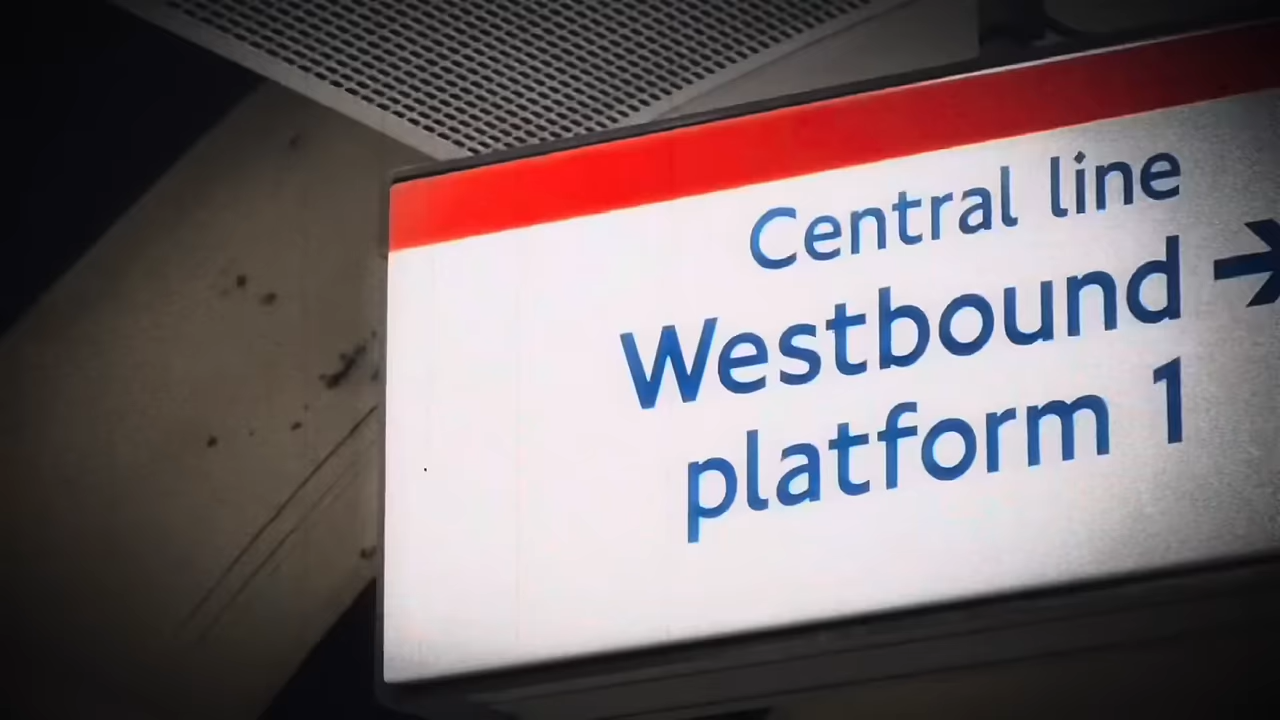 Central line
Westbound →
platform 1